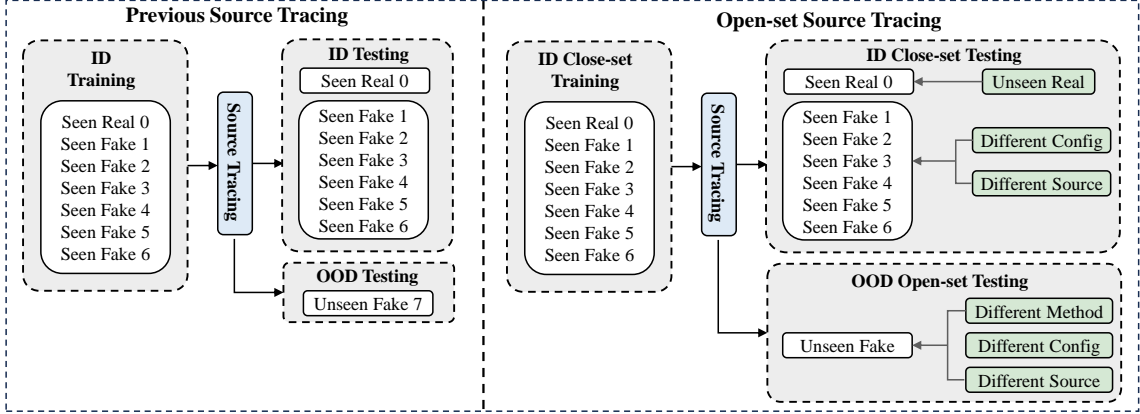 Previous Source Tracing
ID
Training
Seen Real 0
Seen Fake 1
Seen Fake 2
Seen Fake 3
Seen Fake 4
Seen Fake 5
Seen Fake 6
Source Tracing
ID Testing
Seen Real 0
Seen Fake 1
Seen Fake 2
Seen Fake 3
Seen Fake 4
Seen Fake 5
Seen Fake 6
OOD Testing
Unseen Fake 7
Open-set Source Tracing
ID Close-set
Training
Seen Real 0
Seen Fake 1
Seen Fake 2
Seen Fake 3
Seen Fake 4
Seen Fake 5
Seen Fake 6
Source Tracing
ID Close-set Testing
Seen Real 0
Unseen Real
Seen Fake 1
Seen Fake 2
Seen Fake 3
Seen Fake 4
Seen Fake 5
Seen Fake 6
Different Config
Different Source
OOD Open-set Testing
Unseen Fake
Different Method
Different Config
Different Source